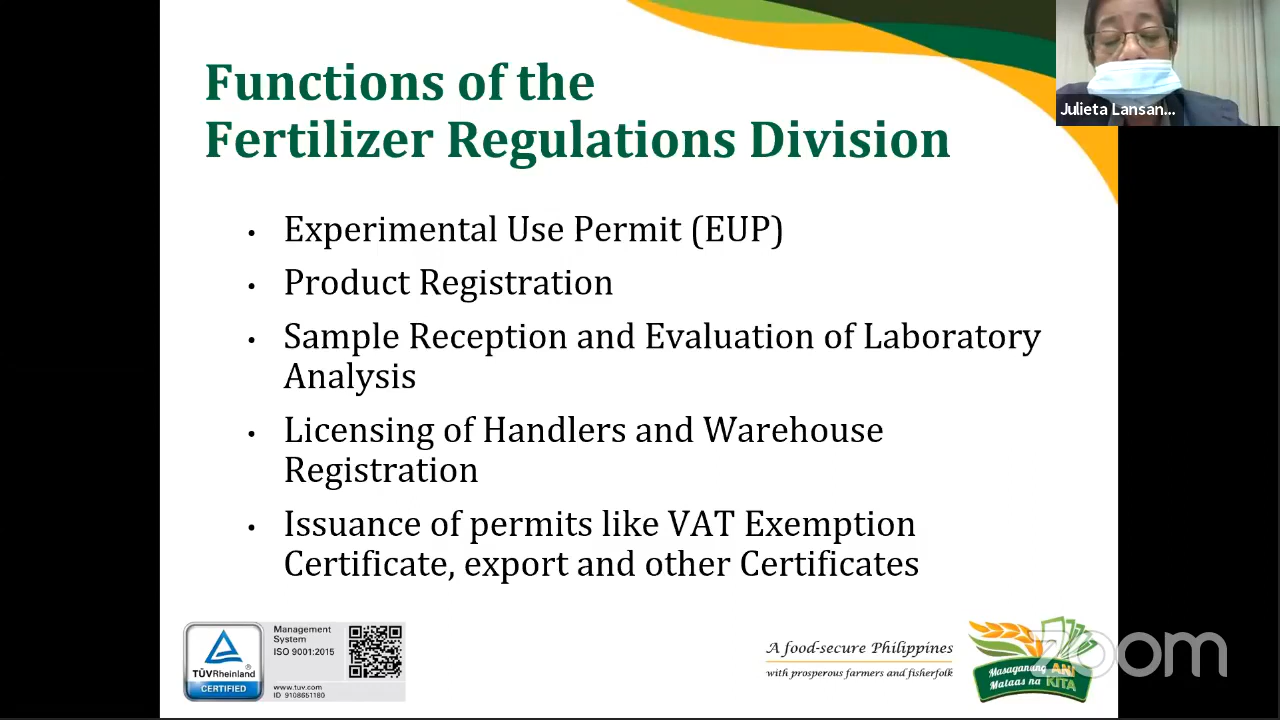 Functions of the
Fertilizer Regulations Division
Julieta Lansan...
• Experimental Use Permit (EUP)
• Product Registration
• Sample Reception and Evaluation of Laboratory
Analysis
• Licensing of Handlers and Warehouse
Registration
• Issuance of permits like VAT Exemption
Certificate, export and other Certificates
TÜVRheinland®
CERTIFIED
Management
System
ISO 9001:2015
www.tuv.com
ID 9108651180
A food-secure Philippines
with prosperous farmers and fisherfolk
Masaganang ANI
Mataas na KITA
zoom